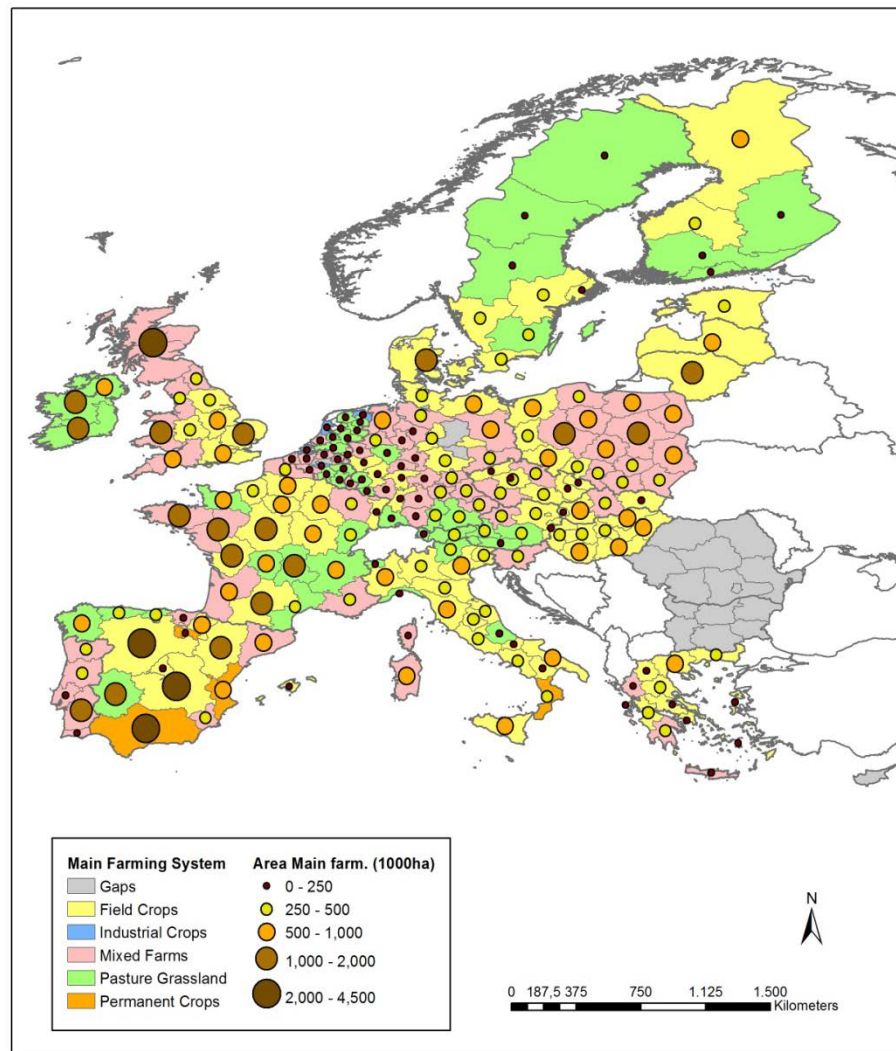 N
Main Farming System
Gaps
Field Crops
Industrial Crops
Mixed Farms
Pasture Grassland
Permanent Crops
Area Main farm. (1000ha)
0 - 250
250 - 500
500 - 1,000
1,000 - 2,000
2,000 - 4,500
0 187,5 375 750 1.125 1.500
Kilometers